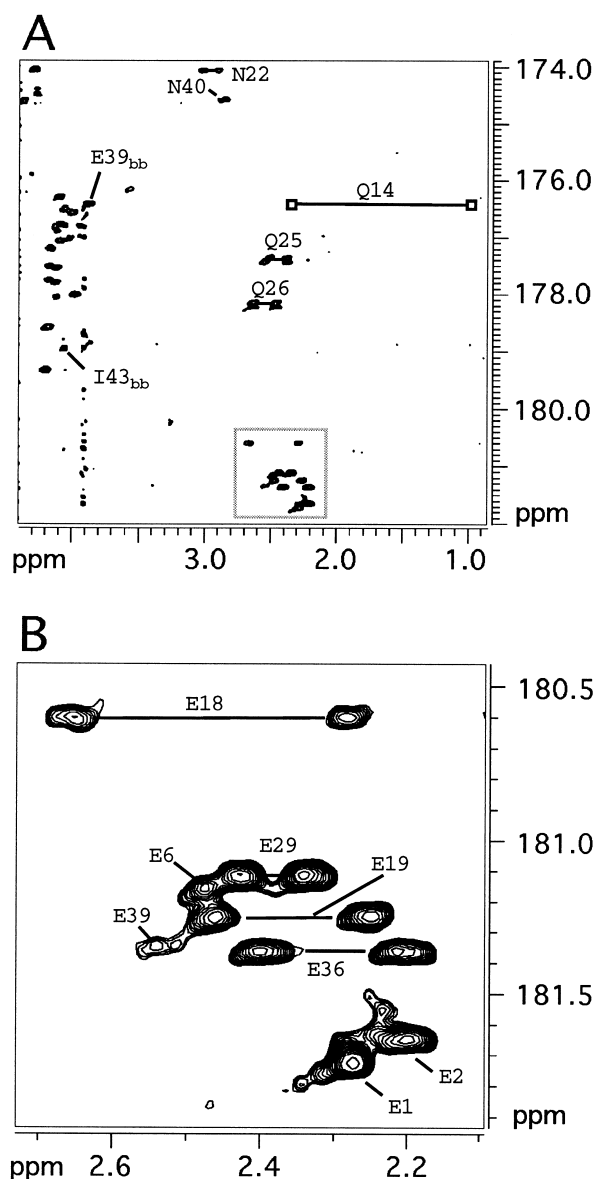 A
174.0
N22
N40
E39bb
176.0
Q14
Q25
178.0
Q26
I43bb
180.0
ppm
ppm 3.0 2.0 1.0
B
180.5
E18
181.0
E29
E6
E19
E39
E36
181.5
E2
E1
ppm
ppm 2.6 2.4 2.2